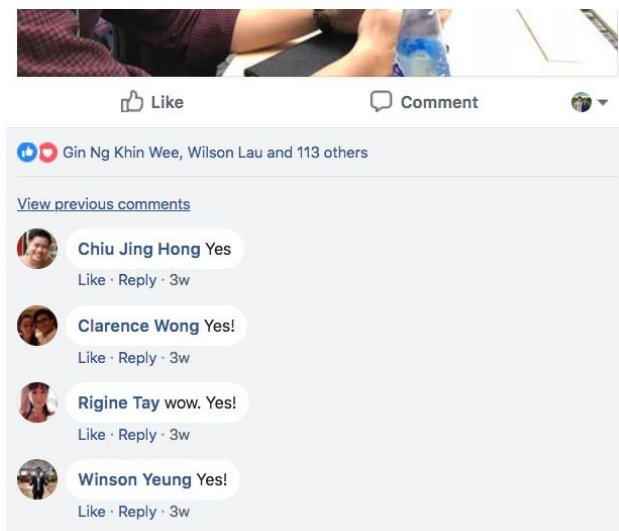 Like Comment
Gin Ng Khin Wee, Wilson Lau and 113 others
View previous comments
Chiu Jing Hong Yes
Like · Reply · 3w
Clarence Wong Yes!
Like · Reply · 3w
Rigine Tay wow. Yes!
Like · Reply · 3w
Winson Yeung Yes!
Like · Reply · 3w